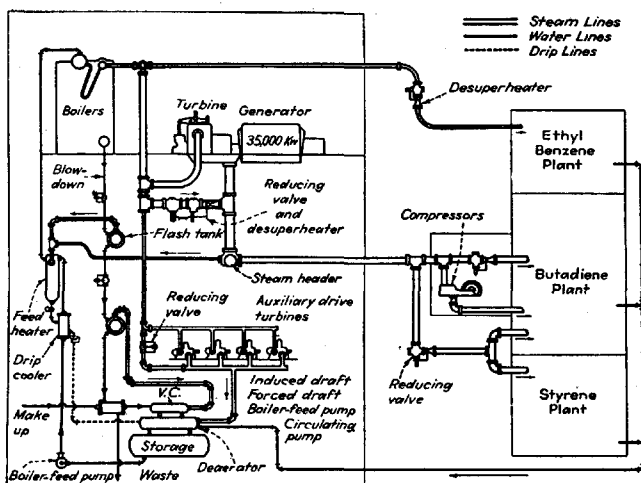 Steam Lines
Water Lines
Drip Lines
Desuperheater
Boilers
Turbine
Generator
35,000 Kw
Ethyl
Benzene
Plant
Blow-
down
Reducing
valve
and
desuperheater
Compressors
Flash tank
Steam header
Butadiene
Plant
Feed
heater
Reducing
valve
Auxiliary drive
turbines
Drip
cooler
Reducing
valve
Induced draft
Forced draft
Boiler-feed pump
Circulating
pump
Styrene
Plant
V.C.
Make
up
Storage
Boiler-feed pump
Waste
Deaerator